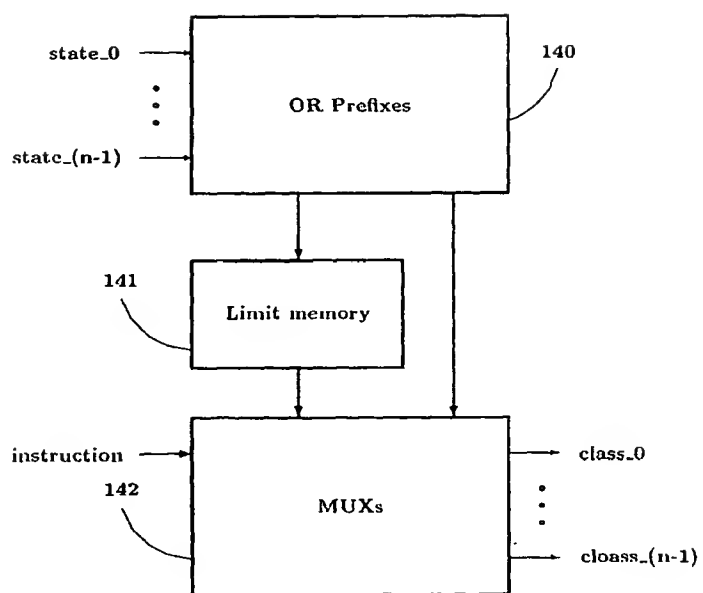 state_0
140
OR Prefixes
state_(n-1)
141
Limit memory
instruction
class_0
142
MUXs
cloass_(n-1)